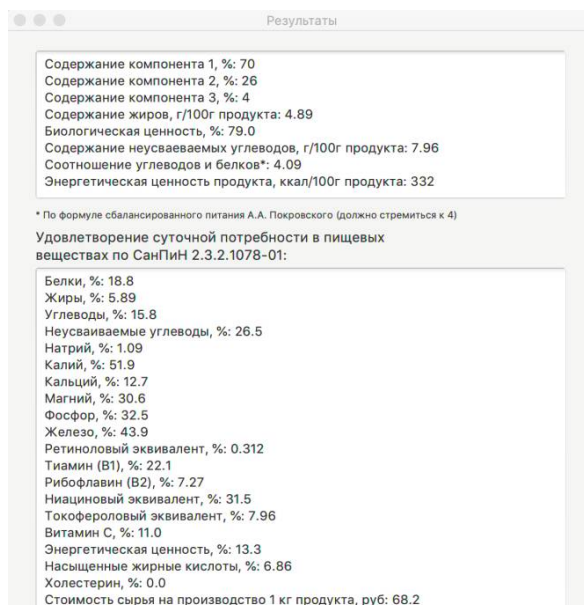 Результаты
Содержание компонента 1, %: 70
Содержание компонента 2, %: 26
Содержание компонента 3, %: 4
Содержание жиров, г/100г продукта: 4.89
Биологическая ценность, %: 79.0
Содержание неусваеваемых углеводов, г/100г продукта: 7.96
Соотношение углеводов и белков*: 4.09
Энергетическая ценность продукта, ккал/100г продукта: 332
* По формуле сбалансированного питания А.А. Покровского (должно стремиться к 4)
Удовлетворение суточной потребности в пищевых
веществах по СанПиН 2.3.2.1078-01:
Белки, %: 18.8
Жиры, %: 5.89
Углеводы, %: 15.8
Неусваиваемые углеводы, %: 26.5
Натрий, %: 1.09
Калий, %: 51.9
Кальций, %: 12.7
Магний, %: 30.6
Фосфор, %: 32.5
Железо, %: 43.9
Ретиноловый эквивалент, %: 0.312
Тиамин (B1), %: 22.1
Рибофлавин (B2), %: 7.27
Ниациновый эквивалент, %: 31.5
Токофероловый эквивалент, %: 7.96
Витамин С, %: 11.0
Энергетическая ценность, %: 13.3
Насыщенные жирные кислоты, %: 6.86
Холестерин, %: 0.0
Стоимость сырья на производство 1 кг продукта, руб: 68.2